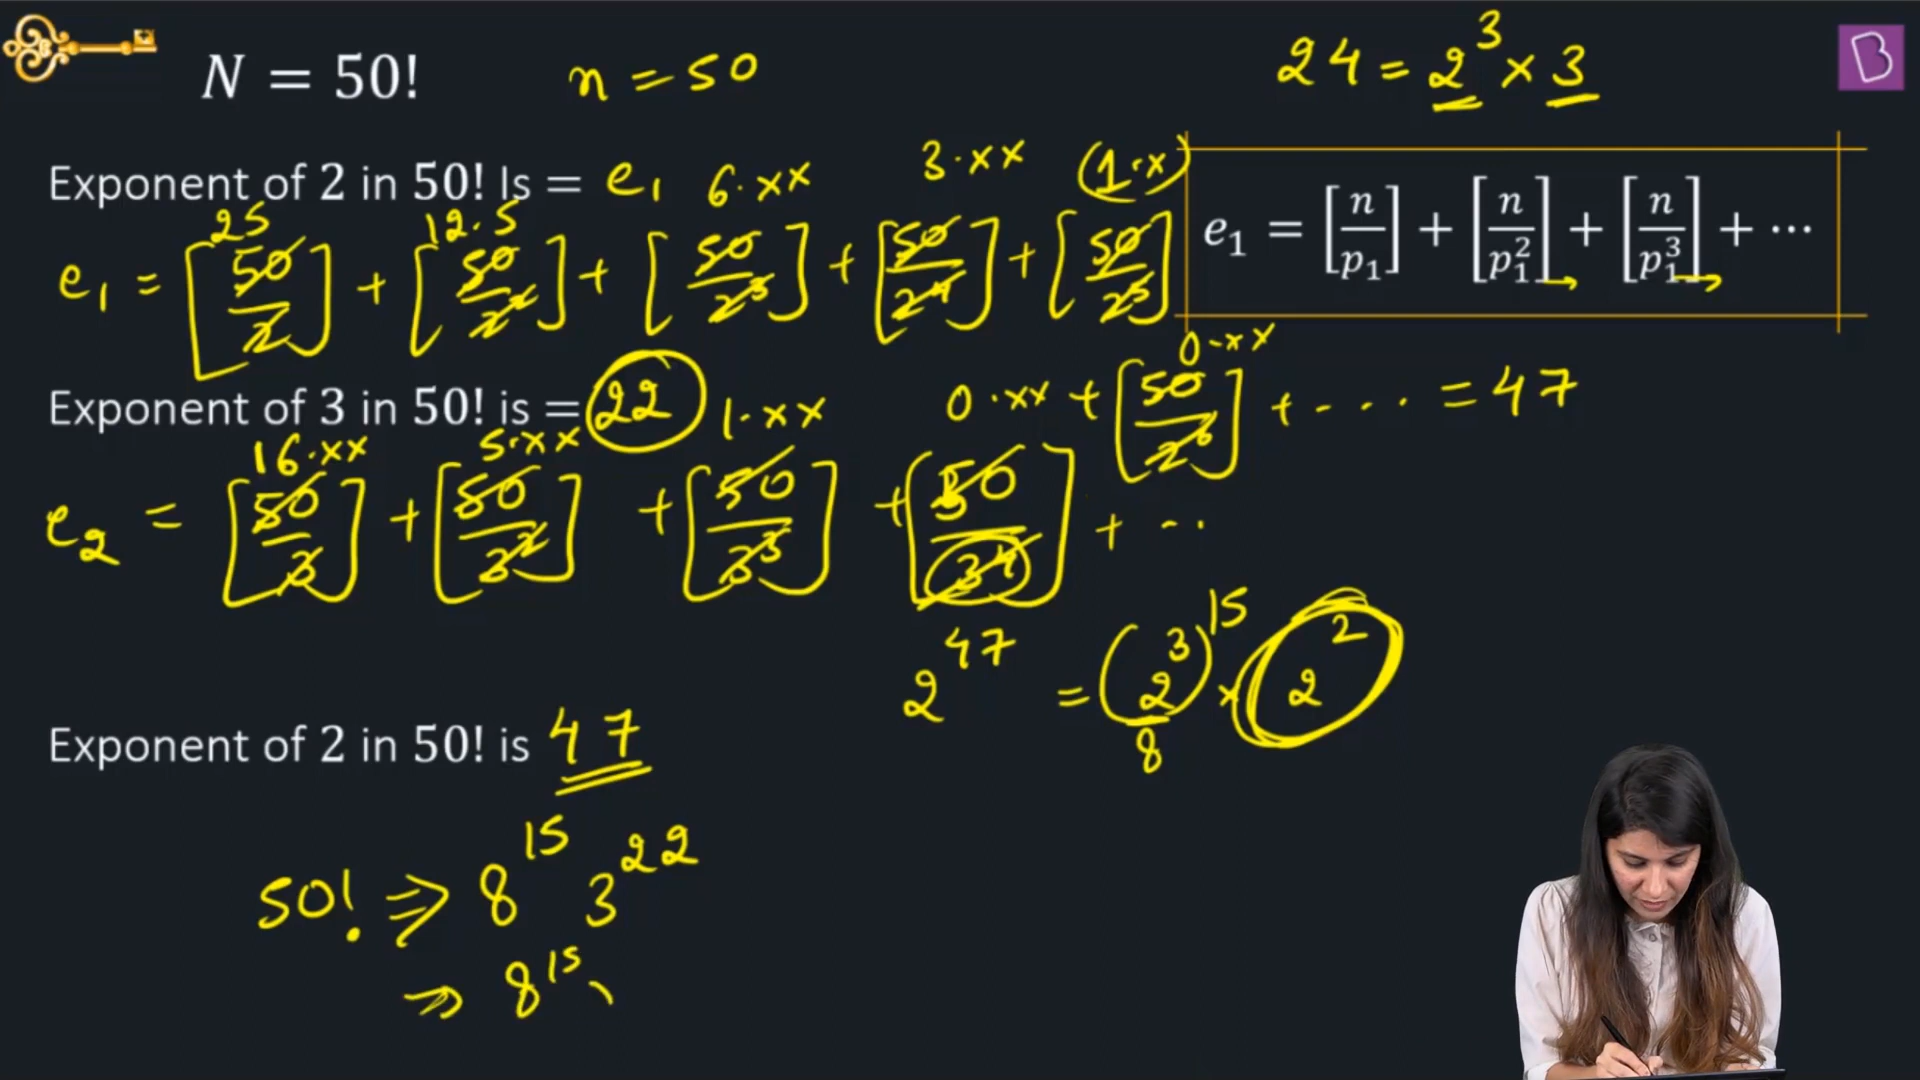 N = 50!
n = 50
24 = 2³ × 3
Exponent of 2 in 50! Is = e₁
6.xx
3.xx
(1.x)
25
12.5
e₁ = [50/2] + [50/2²] + [50/2³] + [50/2⁴] + [50/2⁵]
e₁ = [n/p₁] + [n/p₁²] + [n/p₁³] + ⋯
0.xx
+ [50/2⁶] + .... = 47
Exponent of 3 in 50! is = 22
16.xx
5.xx
1.xx
0.xx
e₂ = [50/3] + [50/3²] + [50/3³] + [50/3⁴] + ...
2⁴⁷ = (2³)¹⁵ × 2²
8
Exponent of 2 in 50! is 47
50! ⇒ 8¹⁵ 3²²
⇒ 8¹⁵
B